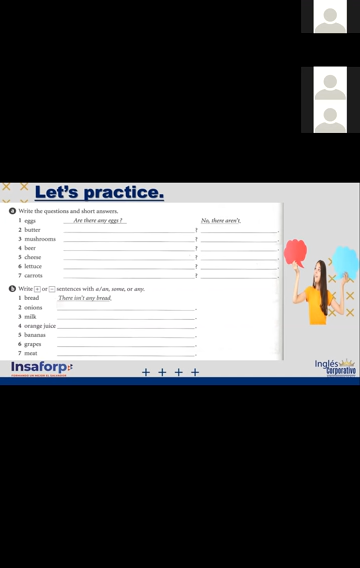 Let's practice.
a Write the questions and short answers.
1 eggs Are there any eggs ? No, there aren't.
2 butter ? .
3 mushrooms ? .
4 beer ? .
5 cheese ? .
6 lettuce ? .
7 carrots ? .
b Write + or − sentences with a/an, some, or any.
1 bread There isn't any bread.
2 onions .
3 milk .
4 orange juice .
5 bananas .
6 grapes .
7 meat .
Insaforp
Inglés
Corporativo